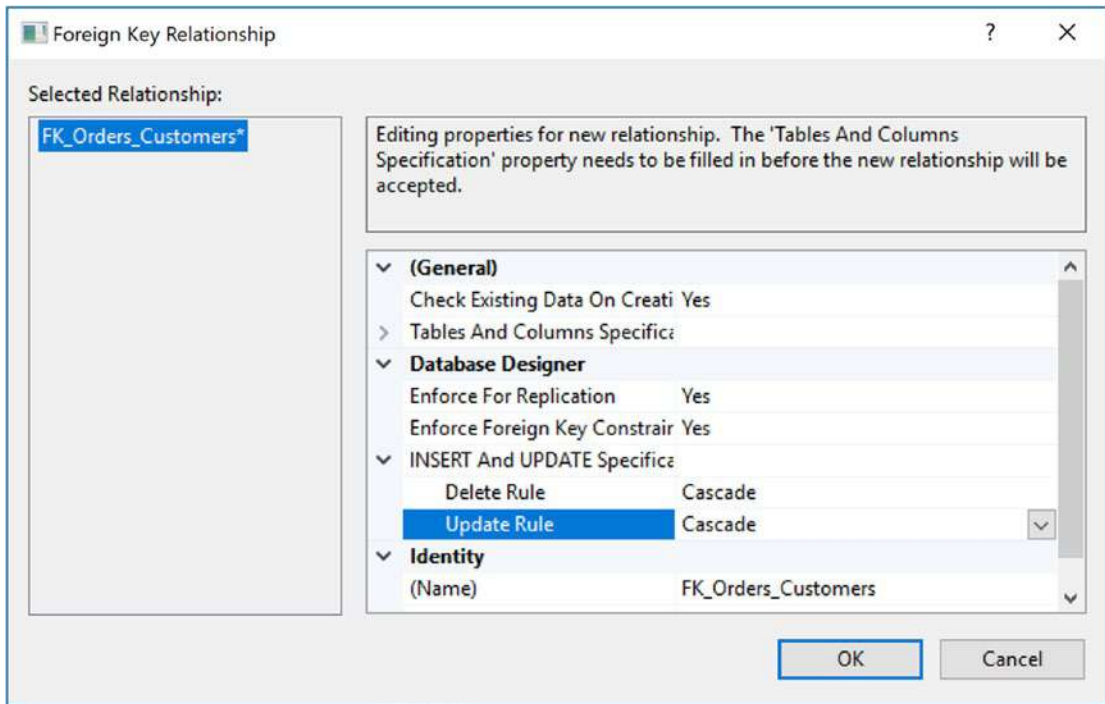 Foreign Key Relationship
?
Selected Relationship:
FK_Orders_Customers*
Editing properties for new relationship. The 'Tables And Columns
Specification' property needs to be filled in before the new relationship will be
accepted.
(General)
Check Existing Data On Creati Yes
Tables And Columns Specifica
Database Designer
Enforce For Replication Yes
Enforce Foreign Key Constrair Yes
INSERT And UPDATE Specifica
Delete Rule Cascade
Update Rule Cascade
Identity
(Name) FK_Orders_Customers
OK Cancel